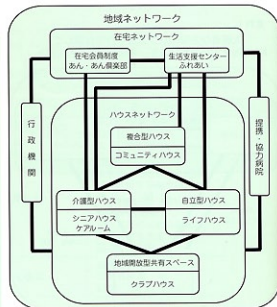 地域ネットワーク
在宅ネットワーク
在宅会員制度
あん・あん倶楽部
生活支援センター
ふれあい
行政機関
提携・協力病院
ハウスネットワーク
複合型ハウス
コミュニティハウス
介護型ハウス
シニアハウス
ケアルーム
自立型ハウス
ライフハウス
地域開放型共有スペース
クラブハウス